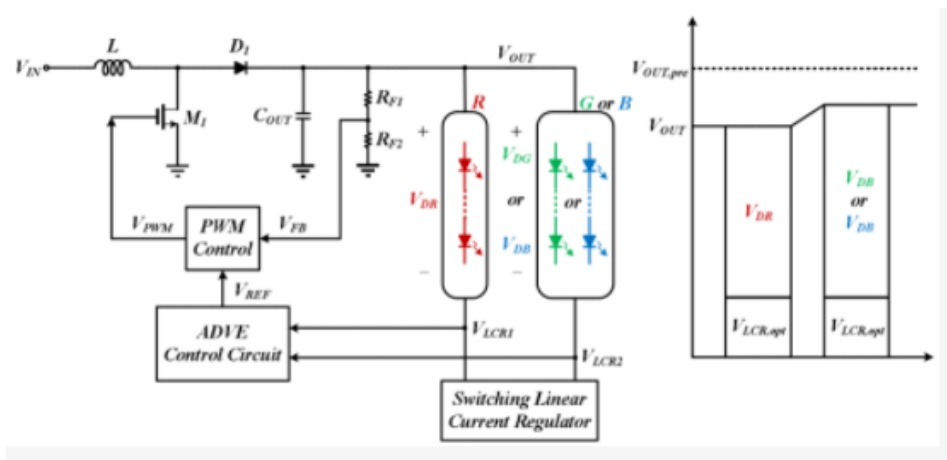 L
D1
VOUT
VIN
M1
COUT
RF1
RF2
R
G or B
+
+
VDR
VDG
or
VDB
or
−
−
VPWM
PWM
Control
VFB
VREF
ADVE
Control Circuit
VLCR1
VLCR2
Switching Linear
Current Regulator
VOUT,pre
VOUT
VDR
VDB
or
VDB
VLCR,opt
VLCR,opt